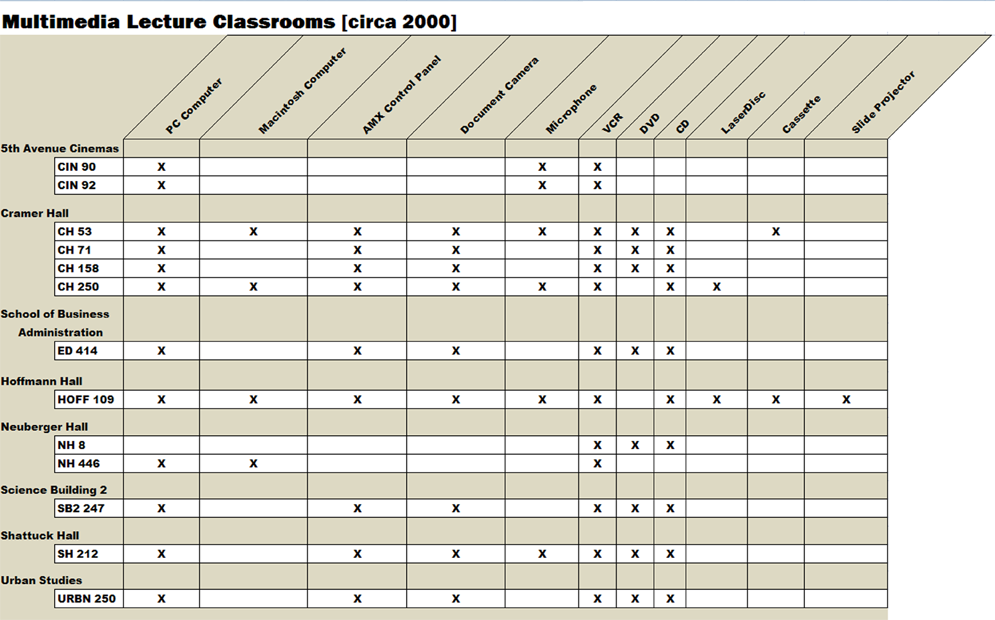 Multimedia Lecture Classrooms [circa 2000]
PC Computer Macintosh Computer AMX Control Panel Document Camera Microphone VCR DVD CD LaserDisc Cassette Slide Projector
5th Avenue Cinemas
CIN 90 X X X
CIN 92 X X X
Cramer Hall
CH 53 X X X X X X X X X
CH 71 X X X X X X
CH 158 X X X X X X
CH 250 X X X X X X X X
School of Business
Administration
ED 414 X X X X X X
Hoffmann Hall
HOFF 109 X X X X X X X X X X
Neuberger Hall
NH 8 X X X
NH 446 X X X
Science Building 2
SB2 247 X X X X X X
Shattuck Hall
SH 212 X X X X X X X
Urban Studies
URBN 250 X X X X X X